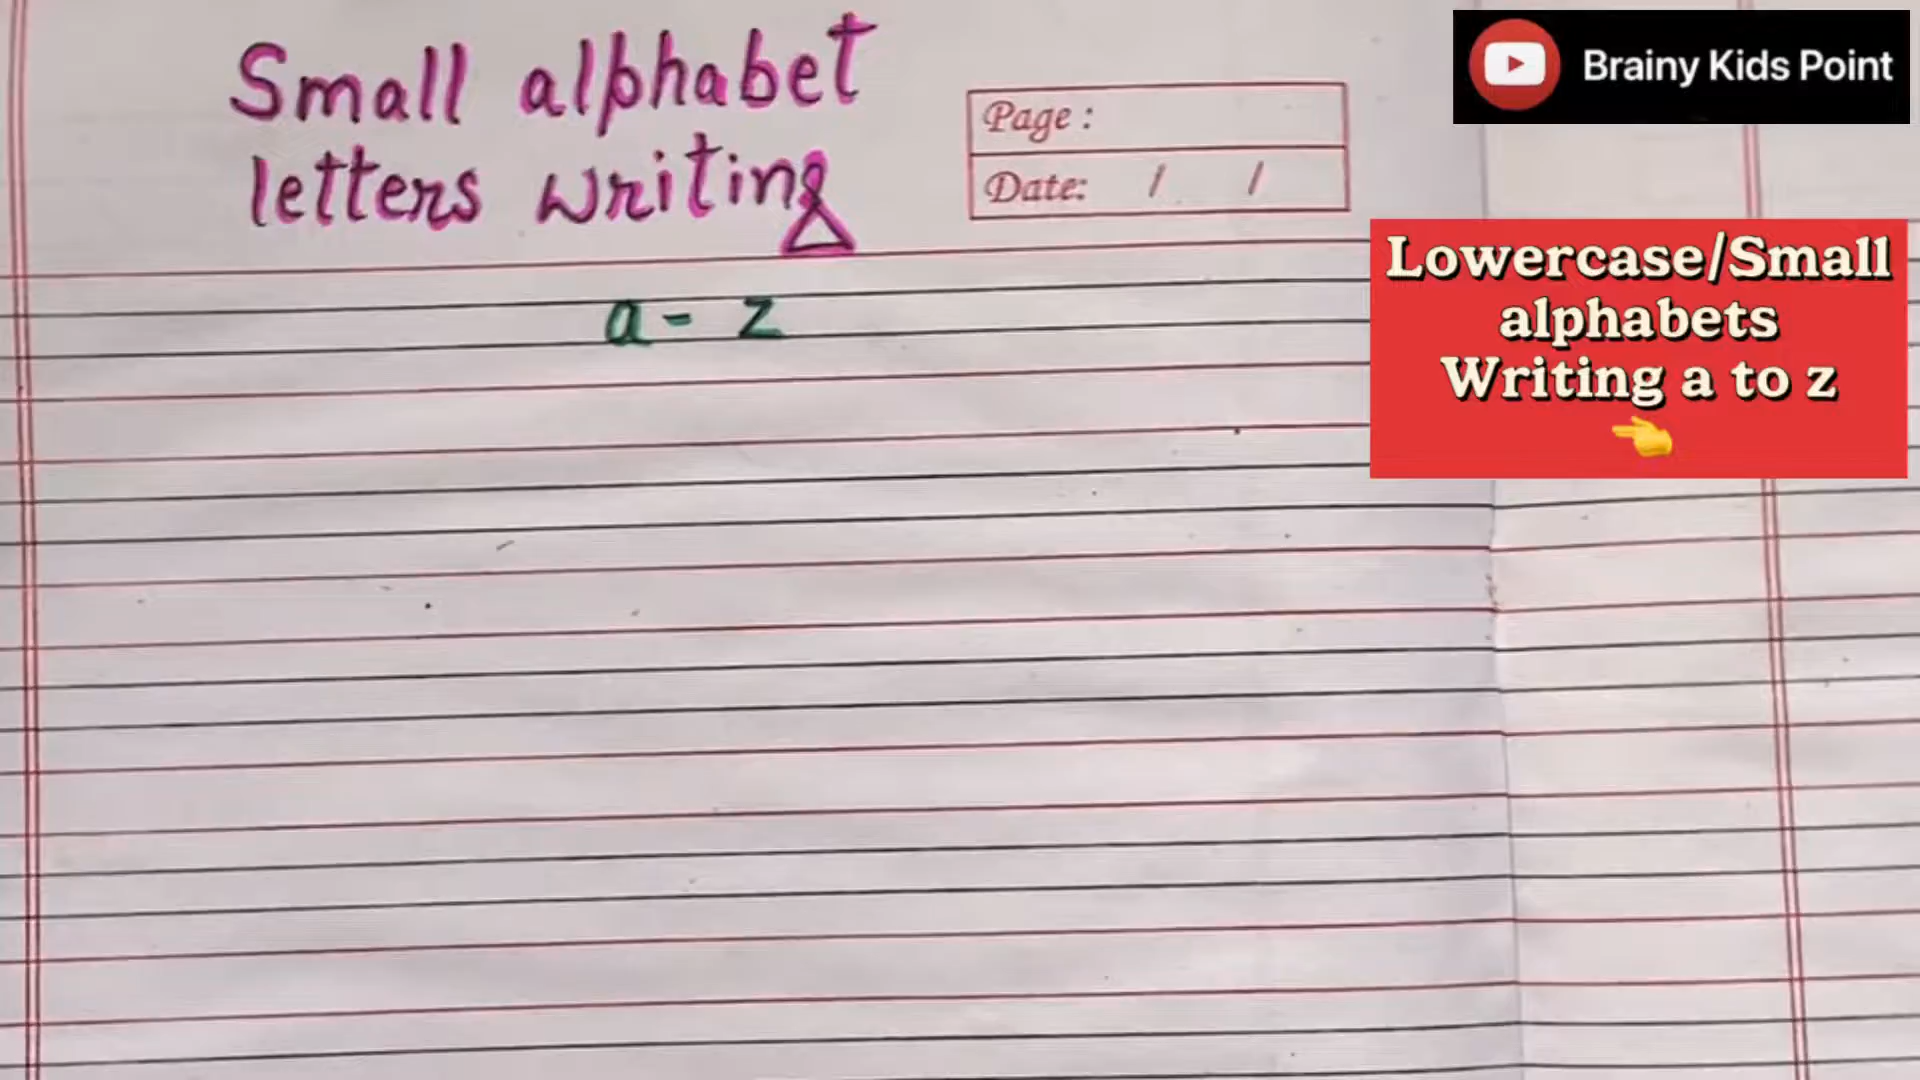 Small alphabet
letters writing
Page :
Date: / /
a - z
Brainy Kids Point
Lowercase/Small
alphabets
Writing a to z